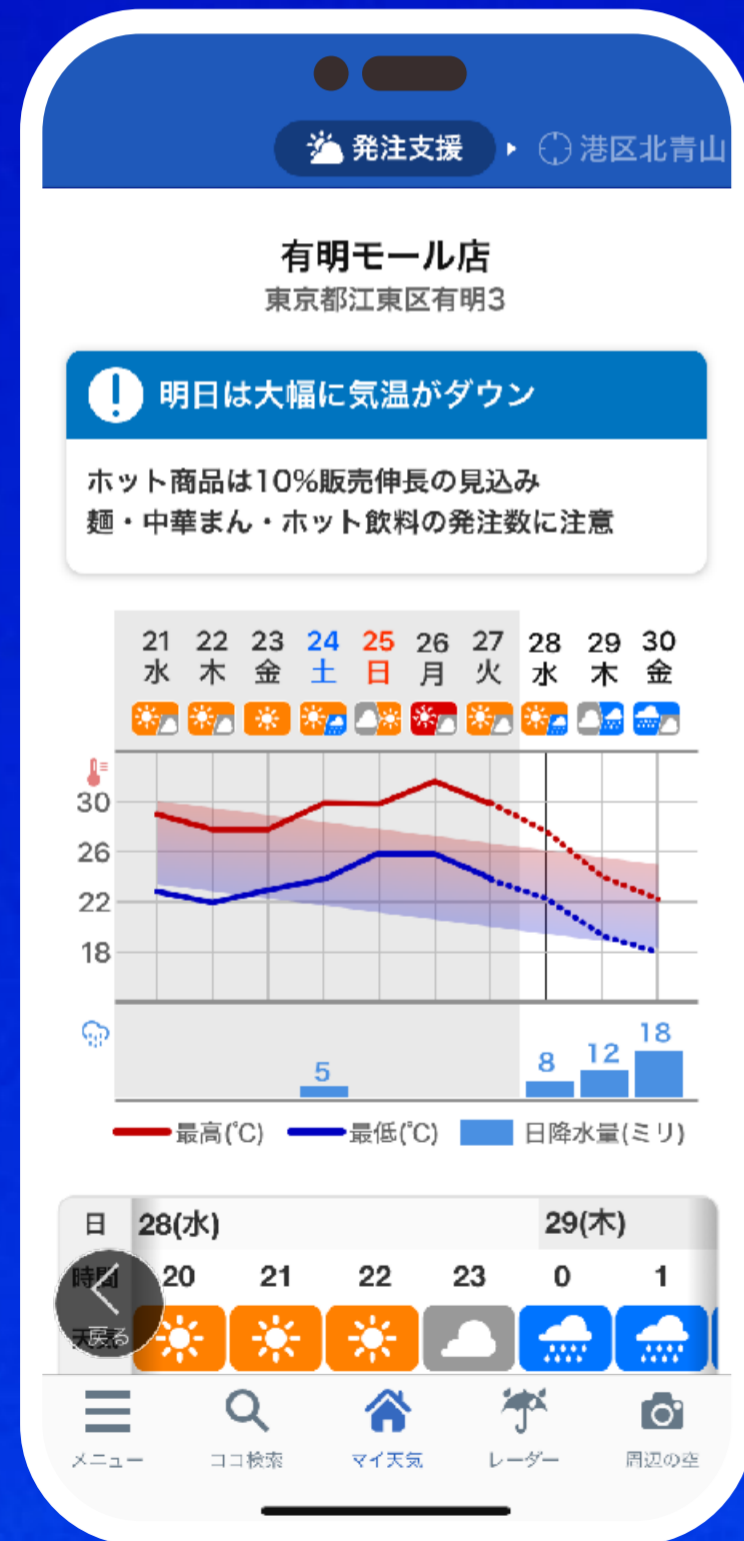 発注支援 港区北青山
有明モール店
東京都江東区有明3
明日は大幅に気温がダウン
ホット商品は10%販売伸長の見込み
麺・中華まん・ホット飲料の発注数に注意
21 22 23 24 25 26 27 28 29 30
水 木 金 土 日 月 火 水 木 金
30
26
22
18
5 8 12 18
最高(℃) 最低(℃) 日降水量(ミリ)
日 28(水) 29(木)
時間 20 21 22 23 0 1
天気
戻る
メニュー ココ検索 マイ天気 レーダー 周辺の空